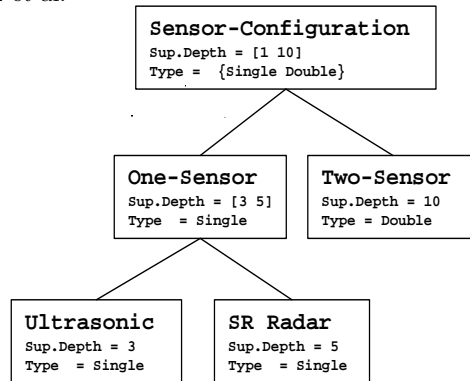 Sensor-Configuration
Sup.Depth = [1 10]
Type = {Single Double}
One-Sensor
Sup.Depth = [3 5]
Type = Single
Two-Sensor
Sup.Depth = 10
Type = Double
Ultrasonic
Sup.Depth = 3
Type = Single
SR Radar
Sup.Depth = 5
Type = Single